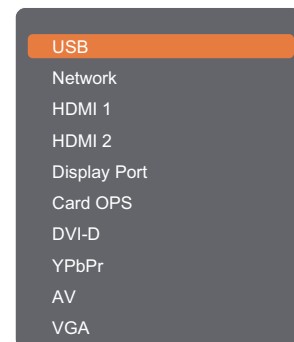 USB
Network
HDMI 1
HDMI 2
Display Port
Card OPS
DVI-D
YPbPr
AV
VGA